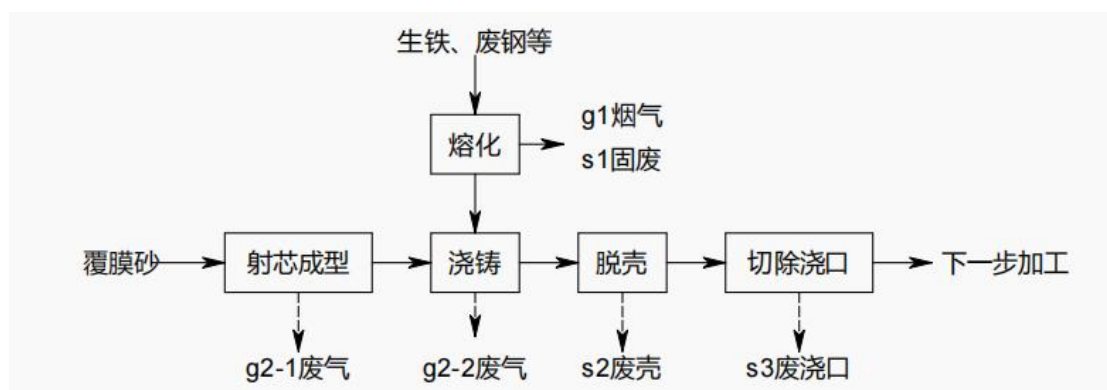 生铁、废钢等
熔化
g1烟气
s1固废
覆膜砂
射芯成型
浇铸
脱壳
切除浇口
下一步加工
g2-1废气
g2-2废气
s2废壳
s3废浇口